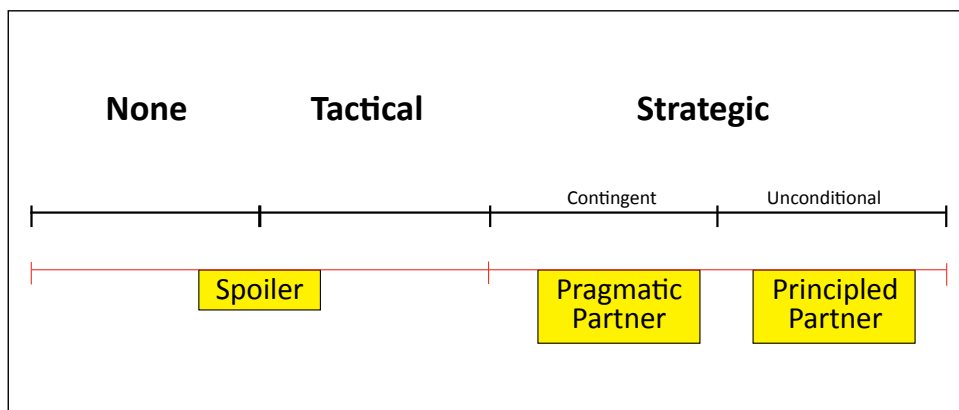 None Tactical Strategic
Contingent Unconditional
Spoiler
Pragmatic
Partner
Principled
Partner